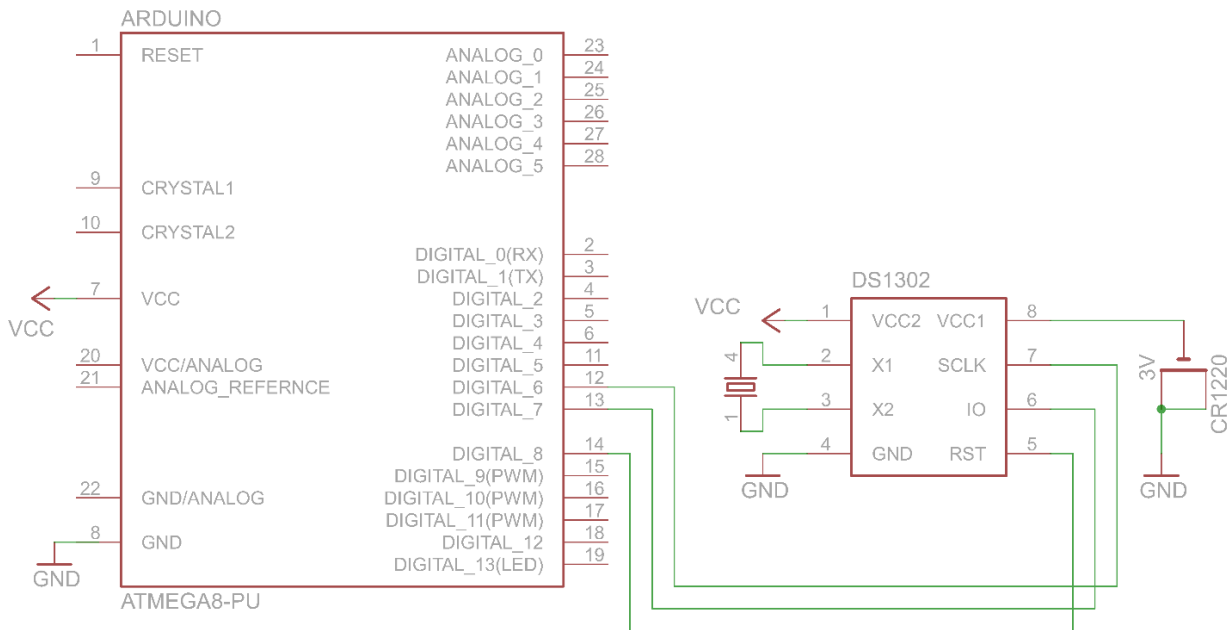 ARDUINO
1 RESET ANALOG_0 23
ANALOG_1 24
ANALOG_2 25
ANALOG_3 26
ANALOG_4 27
ANALOG_5 28
9 CRYSTAL1
10 CRYSTAL2
DIGITAL_0(RX) 2
DIGITAL_1(TX) 3
7 VCC DIGITAL_2 4
VCC
DIGITAL_3 5
DIGITAL_4 6
20 VCC/ANALOG DIGITAL_5 11
21 ANALOG_REFERNCE DIGITAL_6 12
DIGITAL_7 13
DIGITAL_8 14
DIGITAL_9(PWM) 15
22 GND/ANALOG DIGITAL_10(PWM) 16
DIGITAL_11(PWM) 17
8 GND DIGITAL_12 18
DIGITAL_13(LED) 19
GND
ATMEGA8-PU
DS1302
VCC 1 VCC2 VCC1 8
4 2 X1 SCLK 7
1 3 X2 IO 6
4 GND RST 5
GND
3V
CR1220
GND